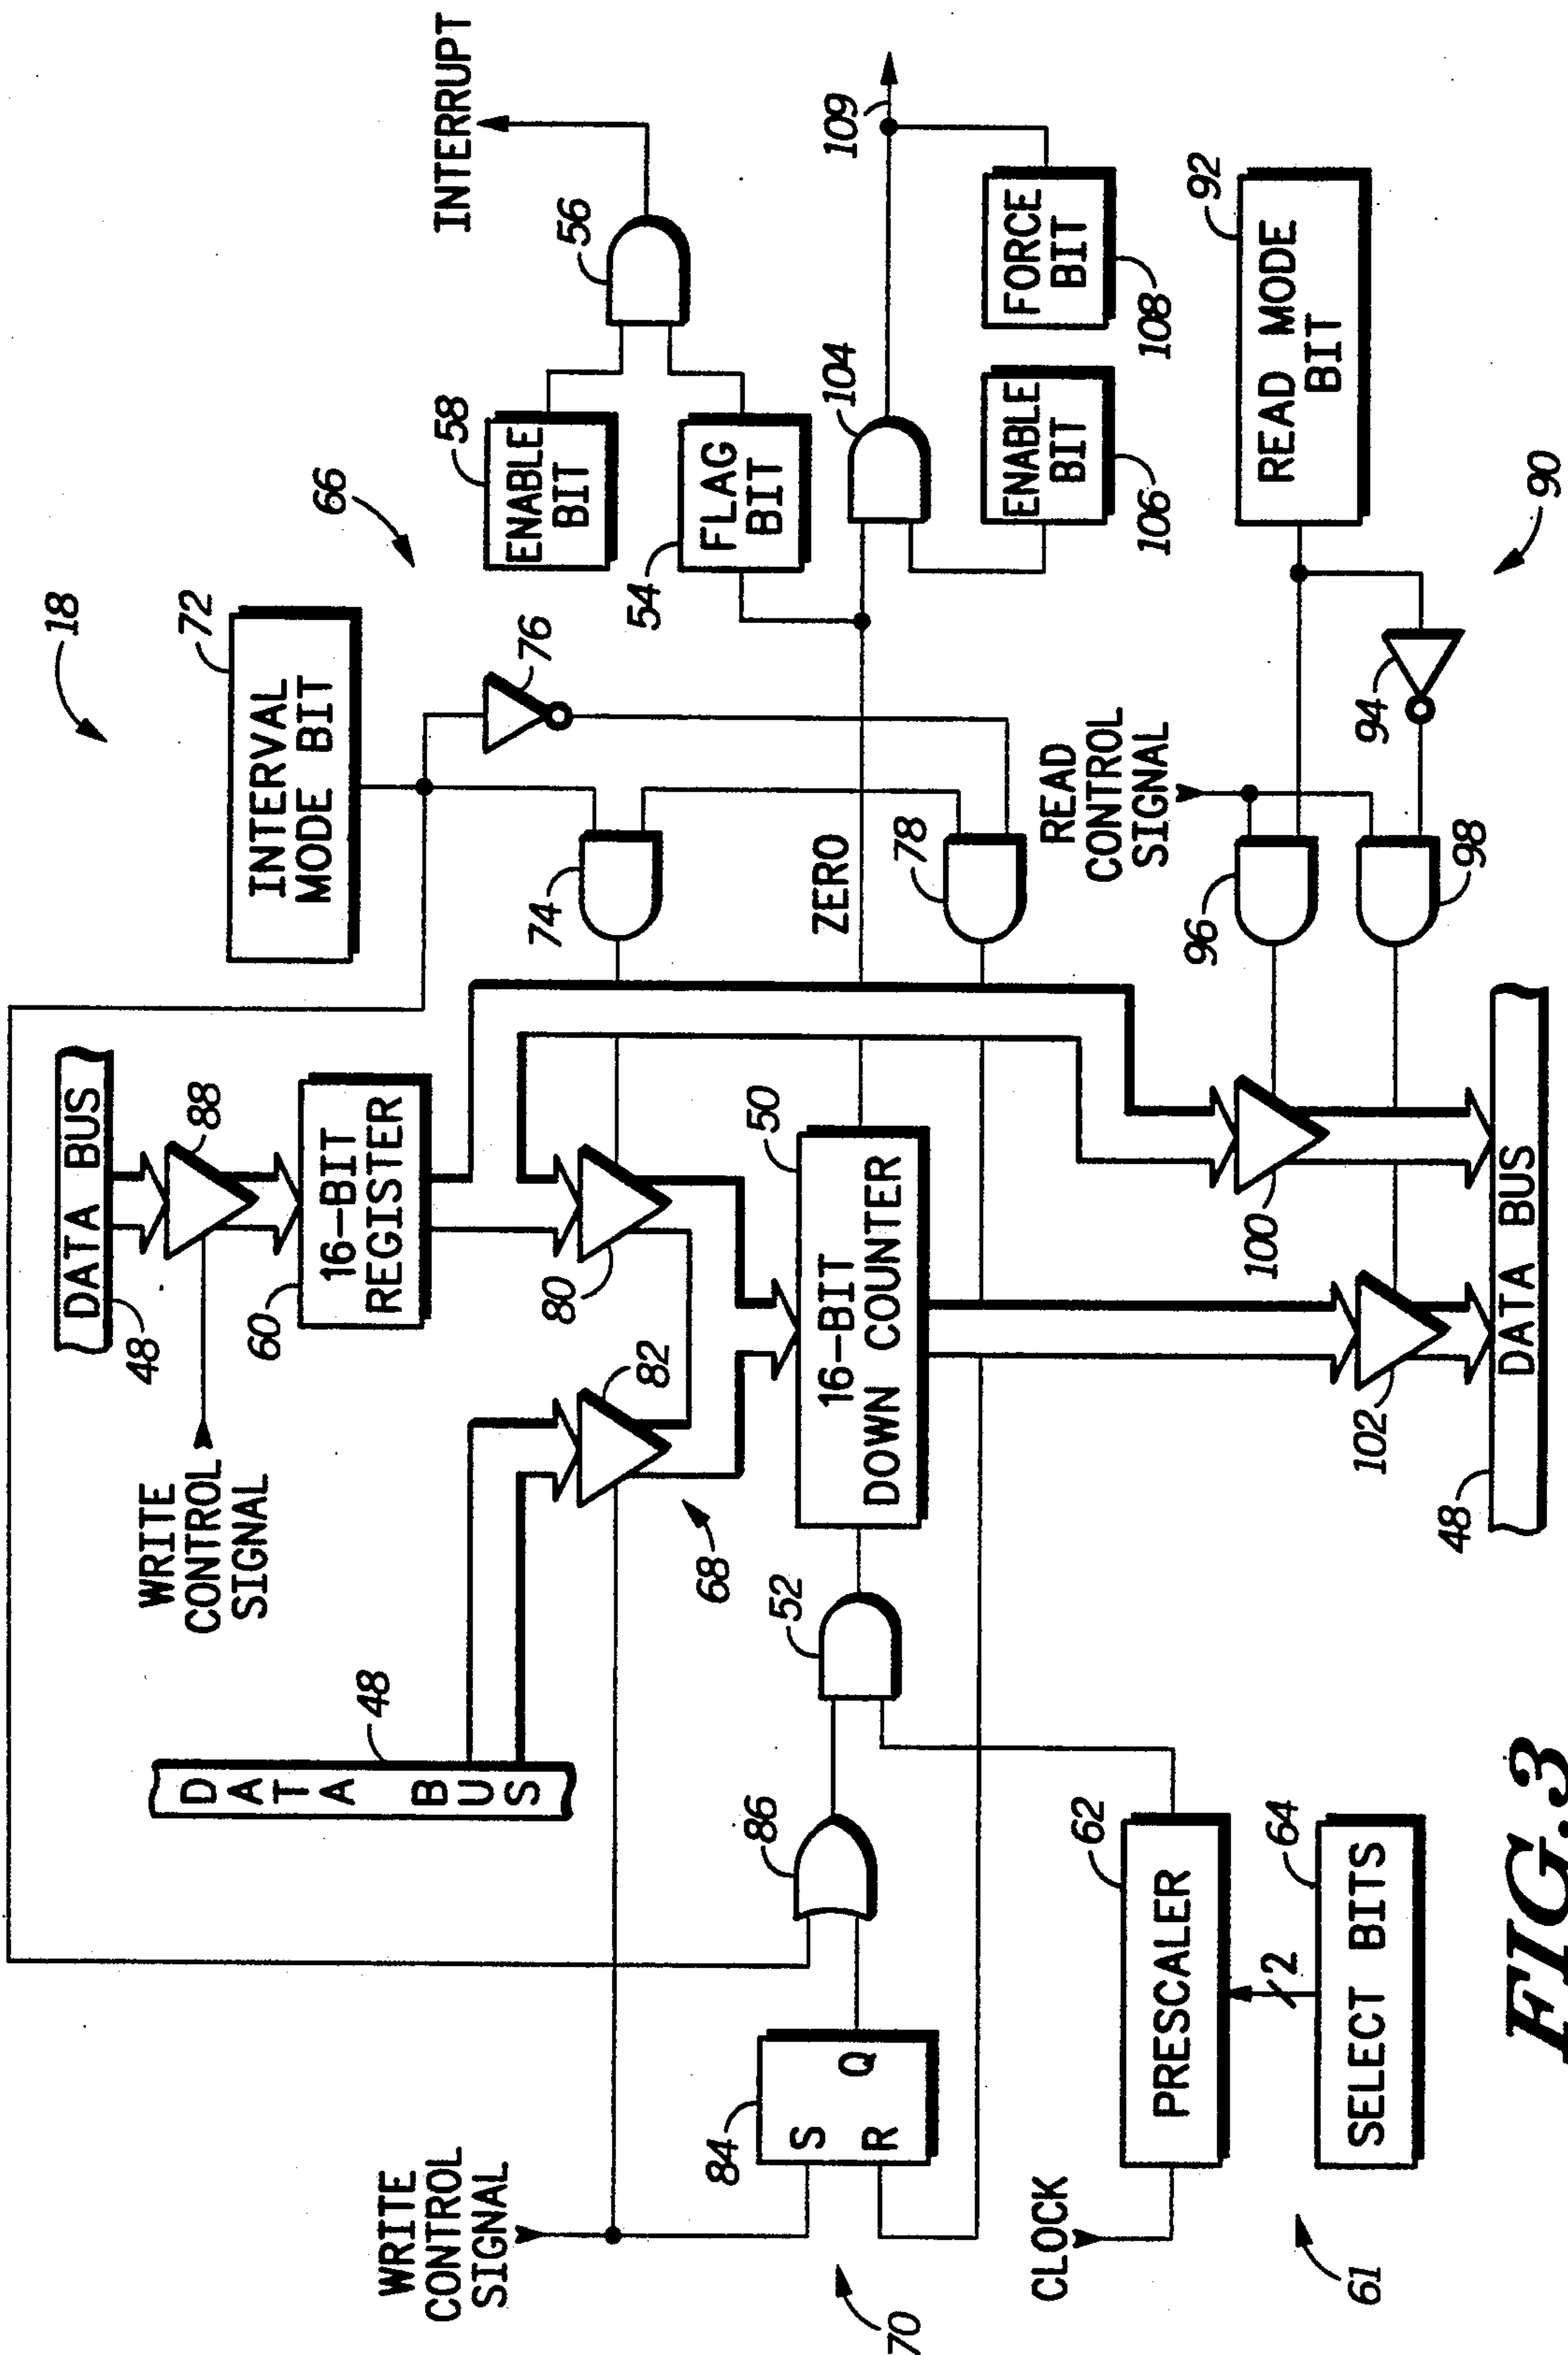 18
66
INTERRUPT
72
INTERVAL
MODE BIT
DATA BUS
48
88
WRITE
CONTROL
SIGNAL
60
16-BIT
REGISTER
DATA BUS
48
76
74
58
ENABLE
BIT
56
54
FLAG
BIT
80
82
68
WRITE
CONTROL
SIGNAL
70
84
S
Q
R
86
52
50
16-BIT
DOWN COUNTER
ZERO
78
104
109
ENABLE
BIT
106
FORCE
BIT
108
CLOCK
62
PRESCALER
2
64
SELECT BITS
61
READ
CONTROL
SIGNAL
92
READ MODE
BIT
94
96
98
90
100
102
48
DATA BUS
FIG.3